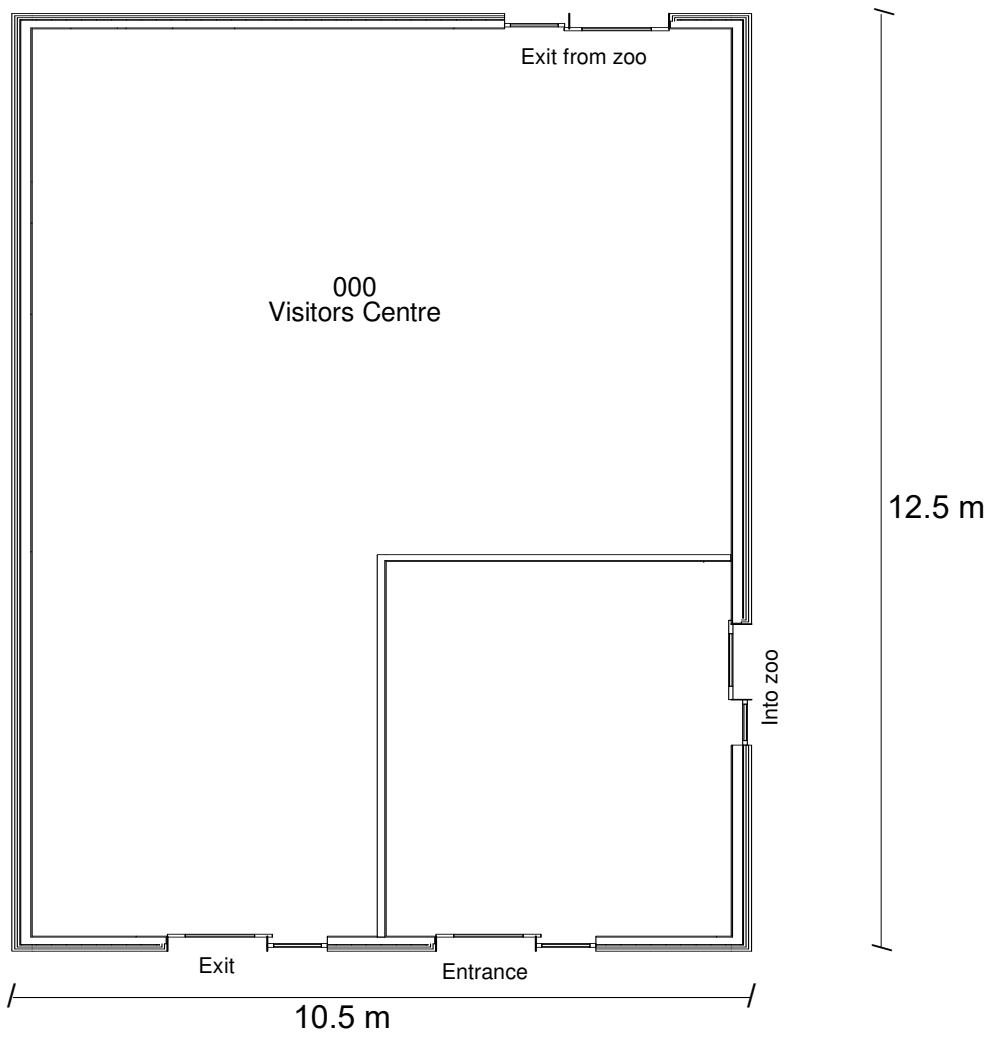 Exit from zoo
000
Visitors Centre
12.5 m
Into zoo
Exit
Entrance
10.5 m